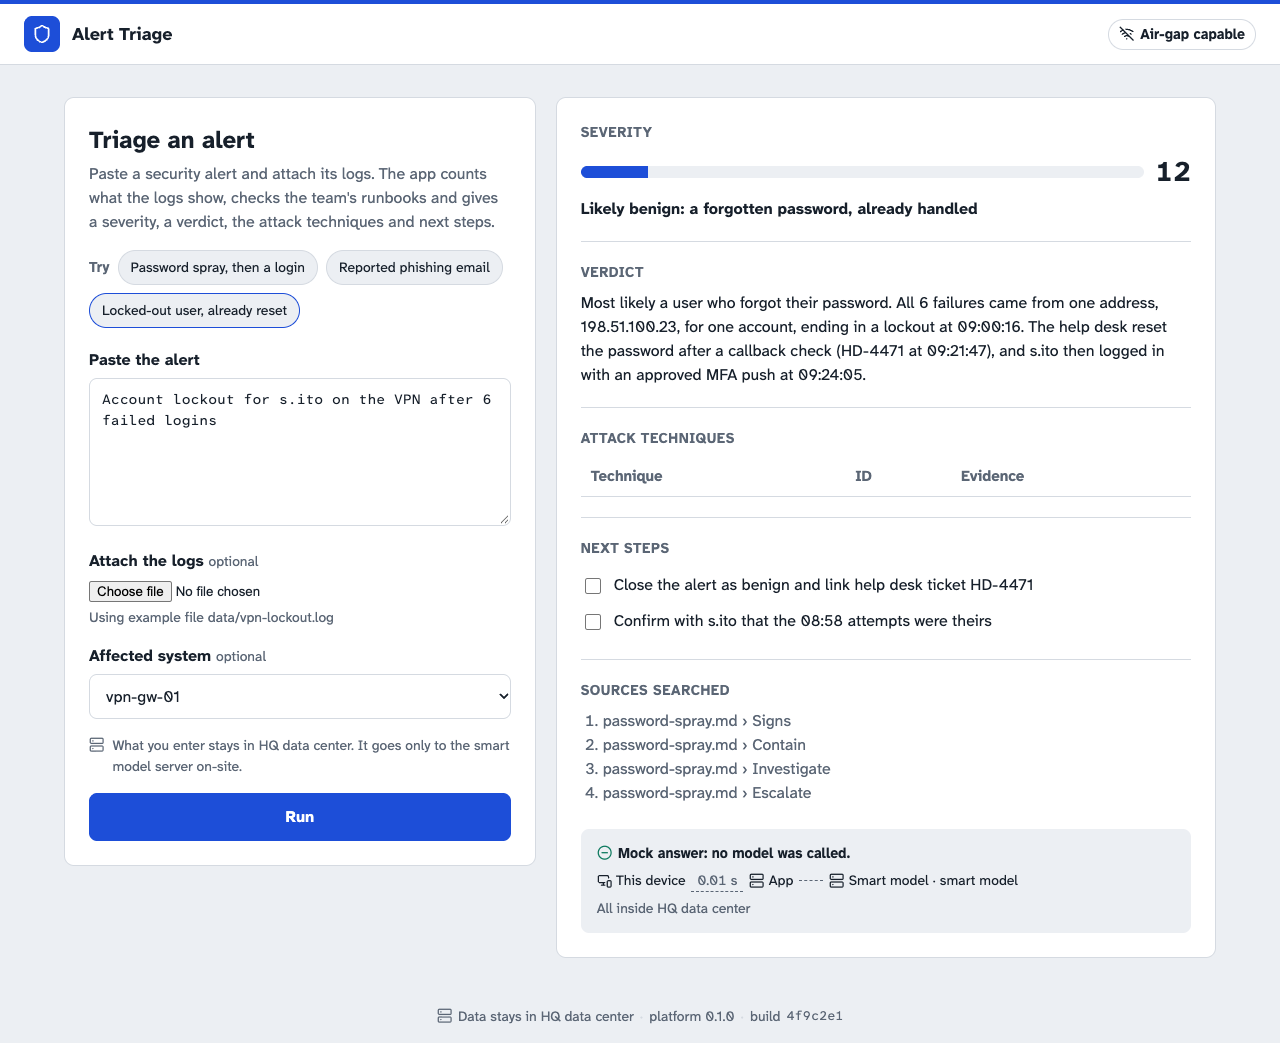 Alert Triage
Air-gap capable
Triage an alert
Paste a security alert and attach its logs. The app counts
what the logs show, checks the team's runbooks and gives
a severity, a verdict, the attack techniques and next steps.
Try
Password spray, then a login
Reported phishing email
Locked-out user, already reset
Paste the alert
Account lockout for s.ito on the VPN after 6
failed logins
Attach the logs optional
Choose file No file chosen
Using example file data/vpn-lockout.log
Affected system optional
vpn-gw-01
What you enter stays in HQ data center. It goes only to the smart
model server on-site.
Run
SEVERITY
12
Likely benign: a forgotten password, already handled
VERDICT
Most likely a user who forgot their password. All 6 failures came from one address,
198.51.100.23, for one account, ending in a lockout at 09:00:16. The help desk reset
the password after a callback check (HD-4471 at 09:21:47), and s.ito then logged in
with an approved MFA push at 09:24:05.
ATTACK TECHNIQUES
Technique ID Evidence
NEXT STEPS
Close the alert as benign and link help desk ticket HD-4471
Confirm with s.ito that the 08:58 attempts were theirs
SOURCES SEARCHED
1. password-spray.md › Signs
2. password-spray.md › Contain
3. password-spray.md › Investigate
4. password-spray.md › Escalate
Mock answer: no model was called.
This device 0.01 s App Smart model · smart model
All inside HQ data center
Data stays in HQ data center · platform 0.1.0 · build 4f9c2e1